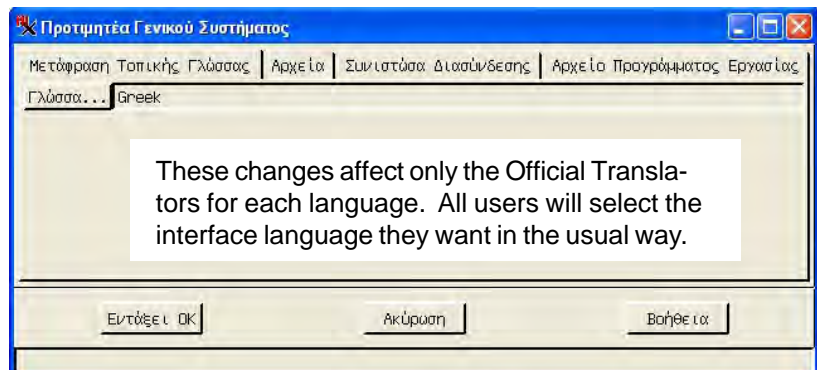 Προτιμητέα Γενικού Συστήματος
Μετάφραση Τοπικής Γλώσσας Αρχεία Συνιστώσα Διασύνδεσης Αρχείο Προγράμματος Εργασίας
Γλώσσα... Greek
These changes affect only the Official Transla-
tors for each language. All users will select the
interface language they want in the usual way.
Εντάξει OK Ακύρωση Βοήθεια